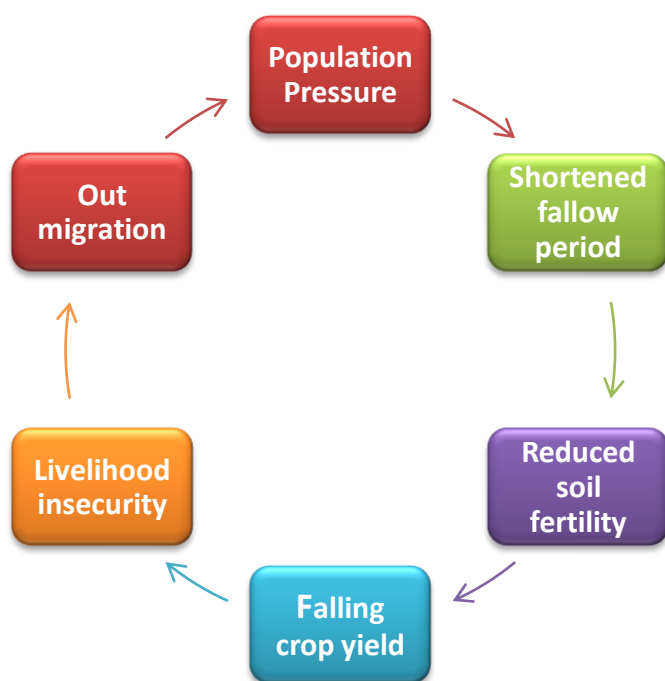 Population
Pressure
Shortened
fallow
period
Reduced
soil
fertility
Falling
crop yield
Livelihood
insecurity
Out
migration